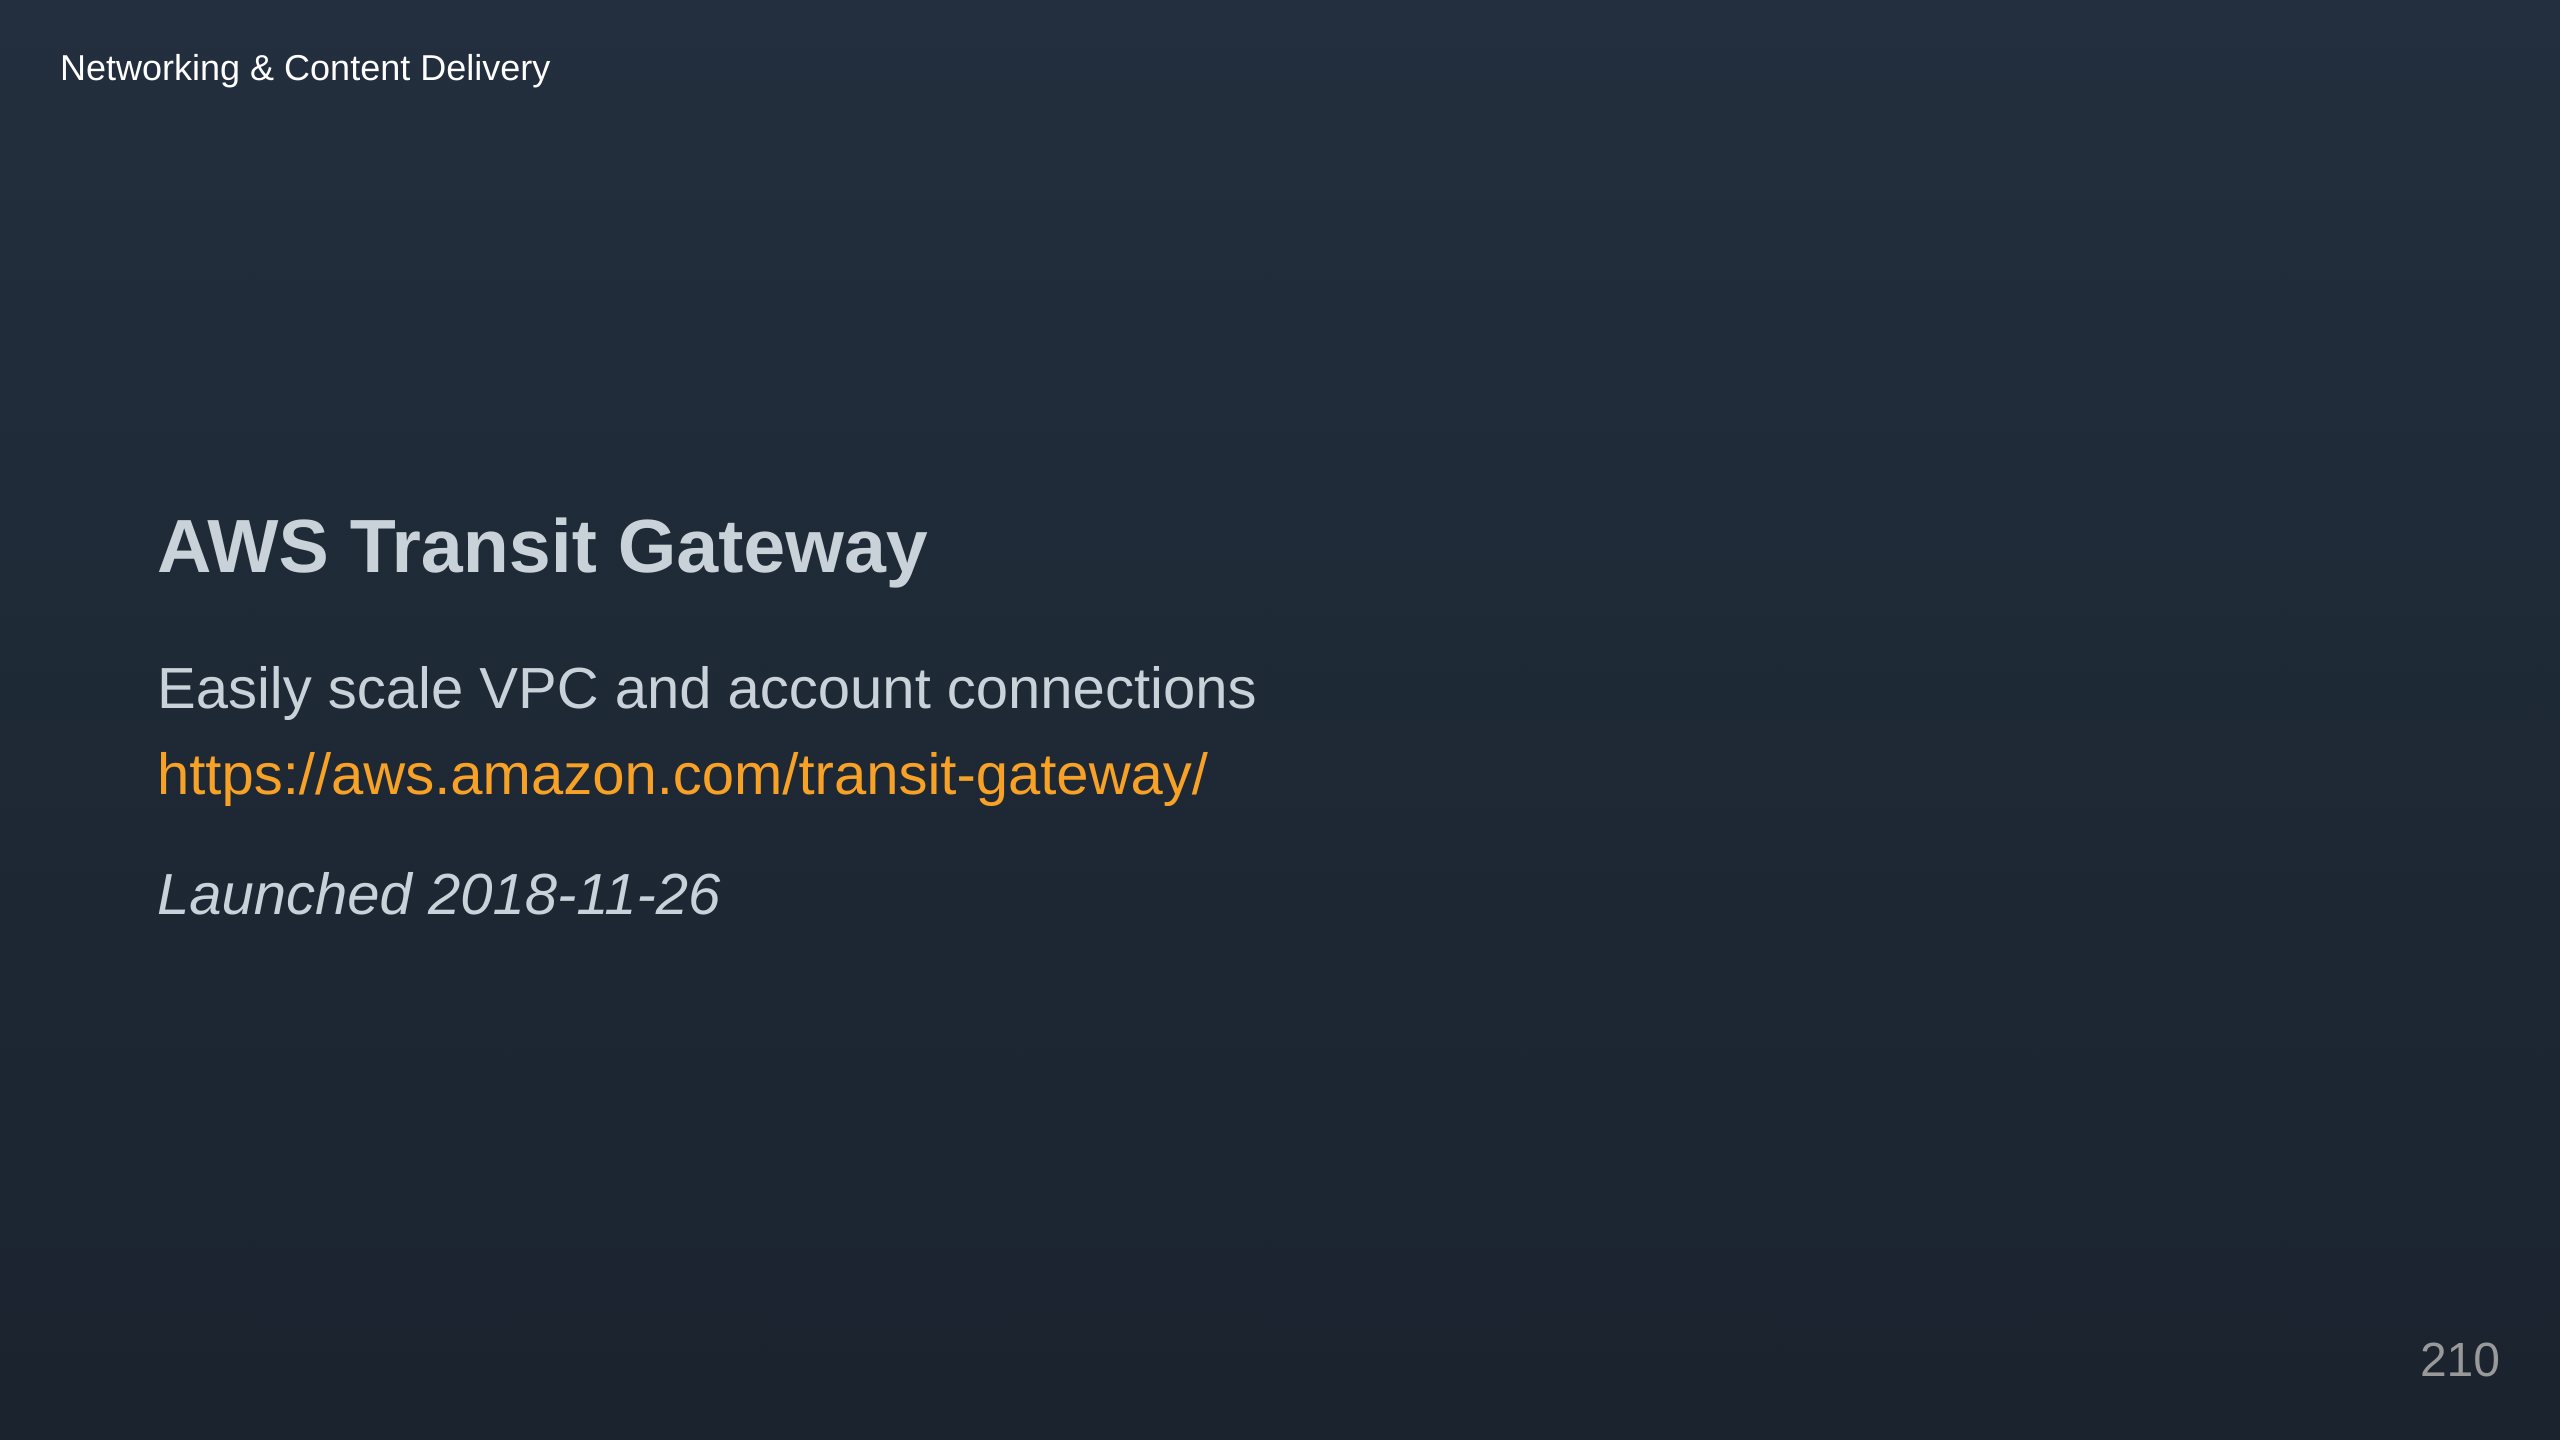 Networking & Content Delivery
AWS Transit Gateway
Easily scale VPC and account connections
https://aws.amazon.com/transit-gateway/
Launched 2018-11-26
210